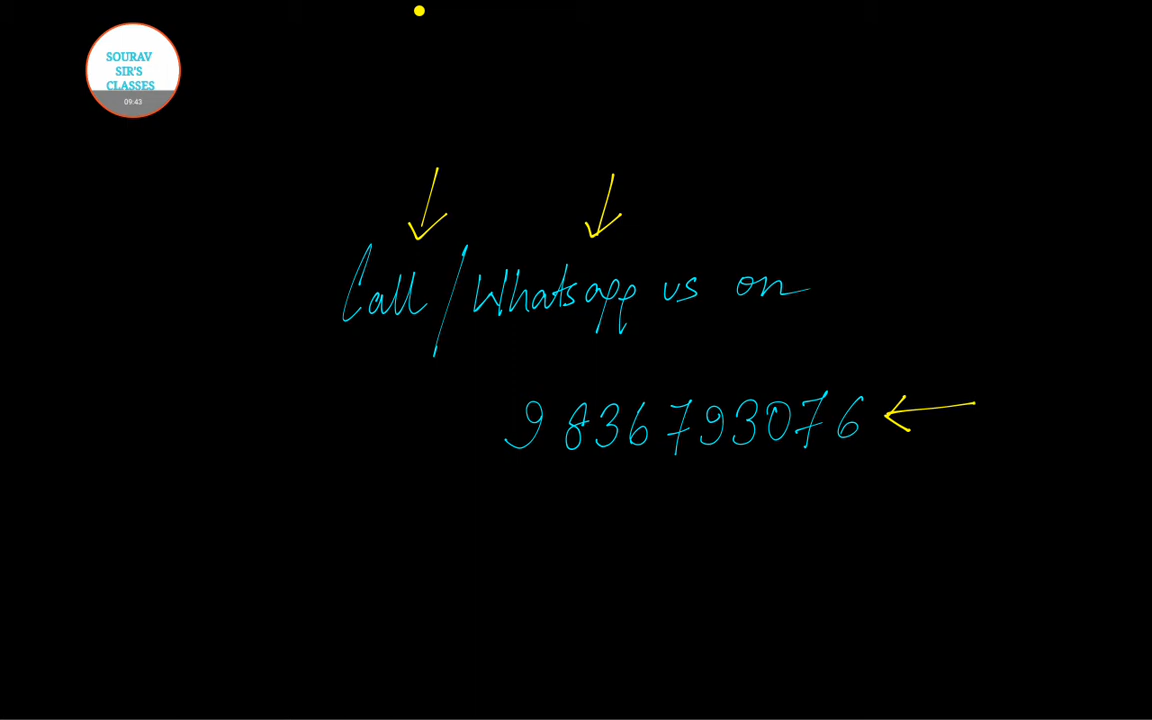 SOURAV
SIR'S
CLASSES
09:43
Call/Whatsapp us on
9836793076